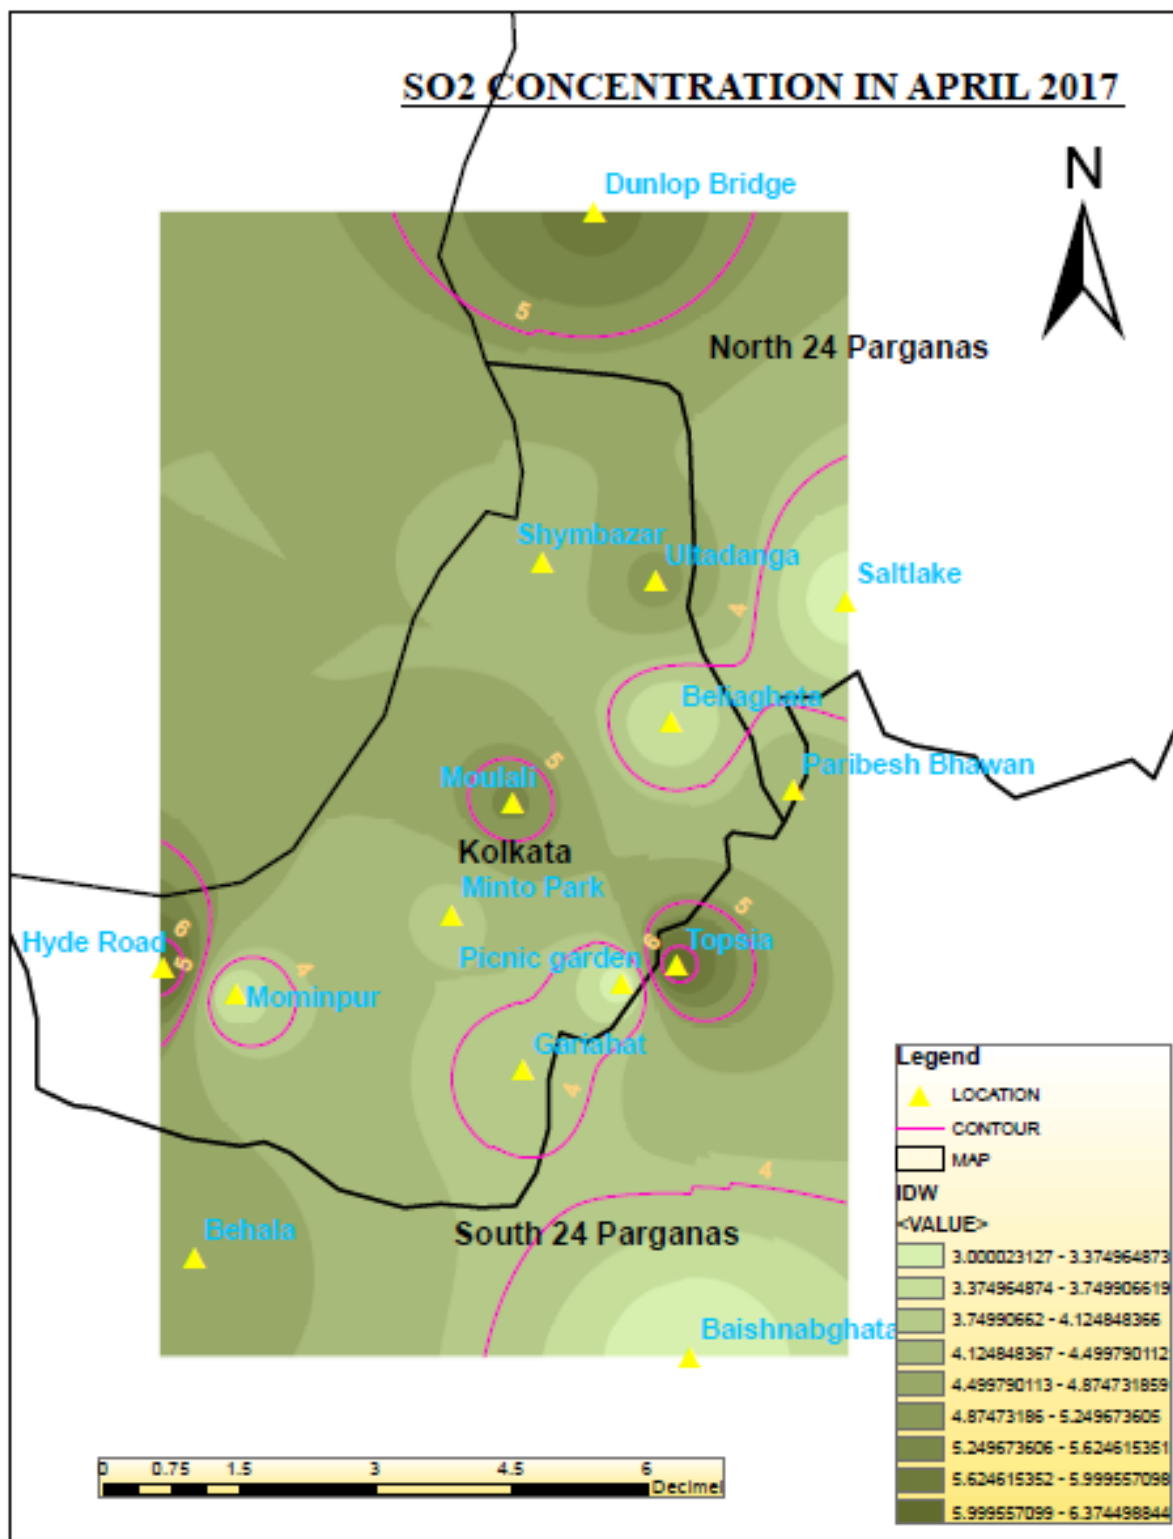 SO2 CONCENTRATION IN APRIL 2017
N
Dunlop Bridge
5
North 24 Parganas
Shymbazar
Ultadanga
Saltlake
4
Beliaghata
Paribesh Bhawan
5
Moulali
Kolkata
Minto Park
5
6
Hyde Road
5
4
Mominpur
Picnic garden
6
Topsia
Gariahat
4
4
Behala
South 24 Parganas
Baishnabghata
Legend
LOCATION
CONTOUR
MAP
IDW
<VALUE>
3.000023127 - 3.374964873
3.374964874 - 3.749906619
3.74990662 - 4.124848366
4.124848367 - 4.499790112
4.499790113 - 4.874731859
4.87473186 - 5.249673605
5.249673606 - 5.624615351
5.624615352 - 5.999557098
5.999557099 - 6.374498844
0 0.75 1.5 3 4.5 6
Decimel